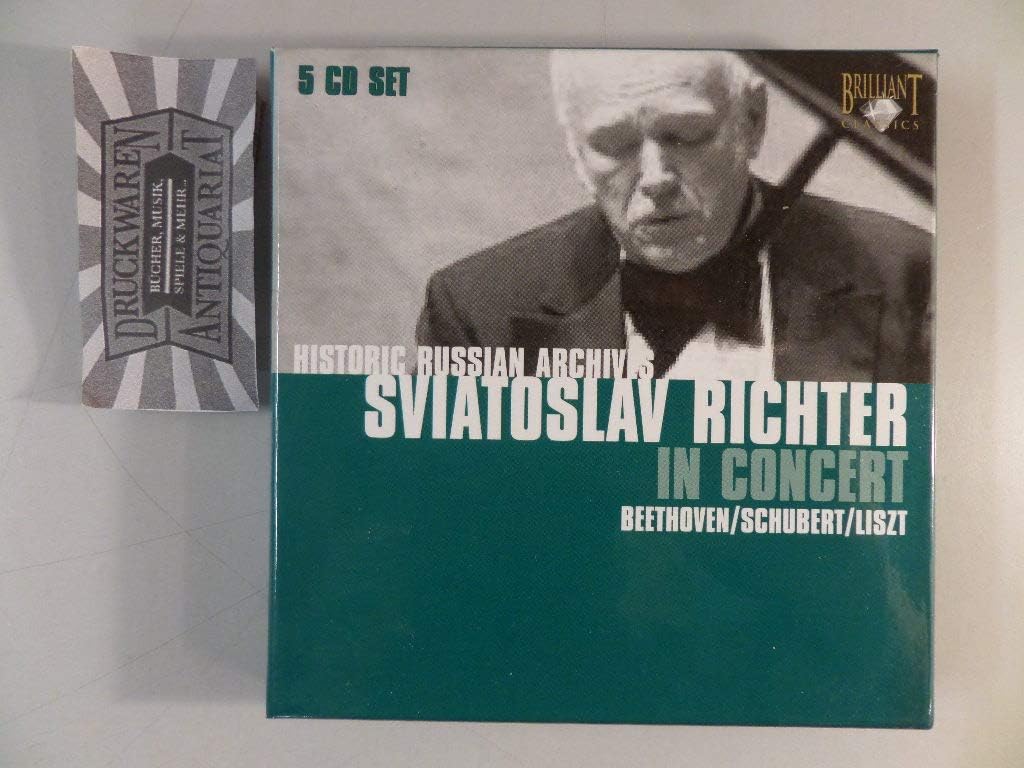 DRUCKWAREN
BÜCHER, MUSIK,
SPIELE & MEHR...
ANTIQUARIAT
5 CD SET
BRILLIANT
CLASSICS
HISTORIC RUSSIAN ARCHIVES
SVIATOSLAV RICHTER
IN CONCERT
BEETHOVEN/SCHUBERT/LISZT